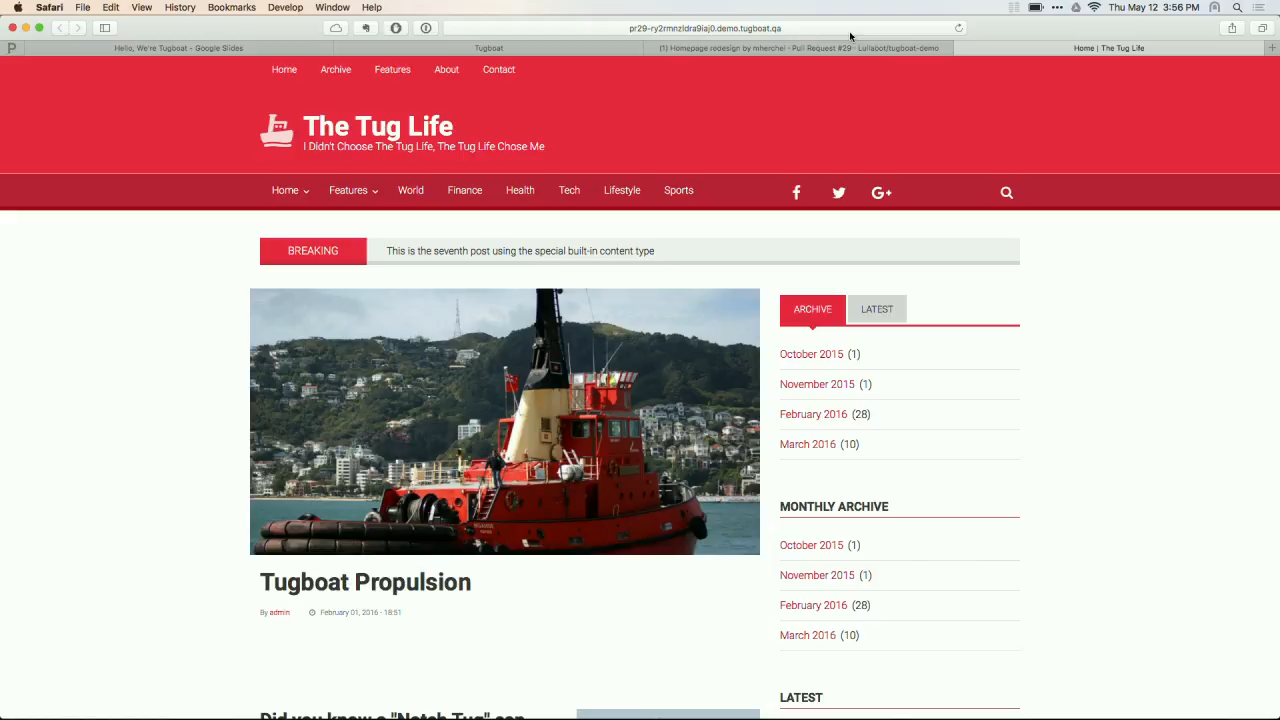 Safari File Edit View History Bookmarks Develop Window Help
Thu May 12 3:56 PM
pr29-ry2rmnzldra9iaj0.demo.tugboat.qa
Hello, We're Tugboat - Google Slides
Tugboat
(1) Homepage redesign by mherchel · Pull Request #29 · Lullabot/tugboat-demo
Home | The Tug Life
Home Archive Features About Contact
The Tug Life
I Didn't Choose The Tug Life, The Tug Life Chose Me
Home Features World Finance Health Tech Lifestyle Sports
BREAKING
This is the seventh post using the special built-in content type
ARCHIVE LATEST
October 2015 (1)
November 2015 (1)
February 2016 (28)
March 2016 (10)
MONTHLY ARCHIVE
October 2015 (1)
November 2015 (1)
February 2016 (28)
March 2016 (10)
LATEST
Tugboat Propulsion
By admin February 01, 2016 - 18:51
Did you know a "Notch Tug" can